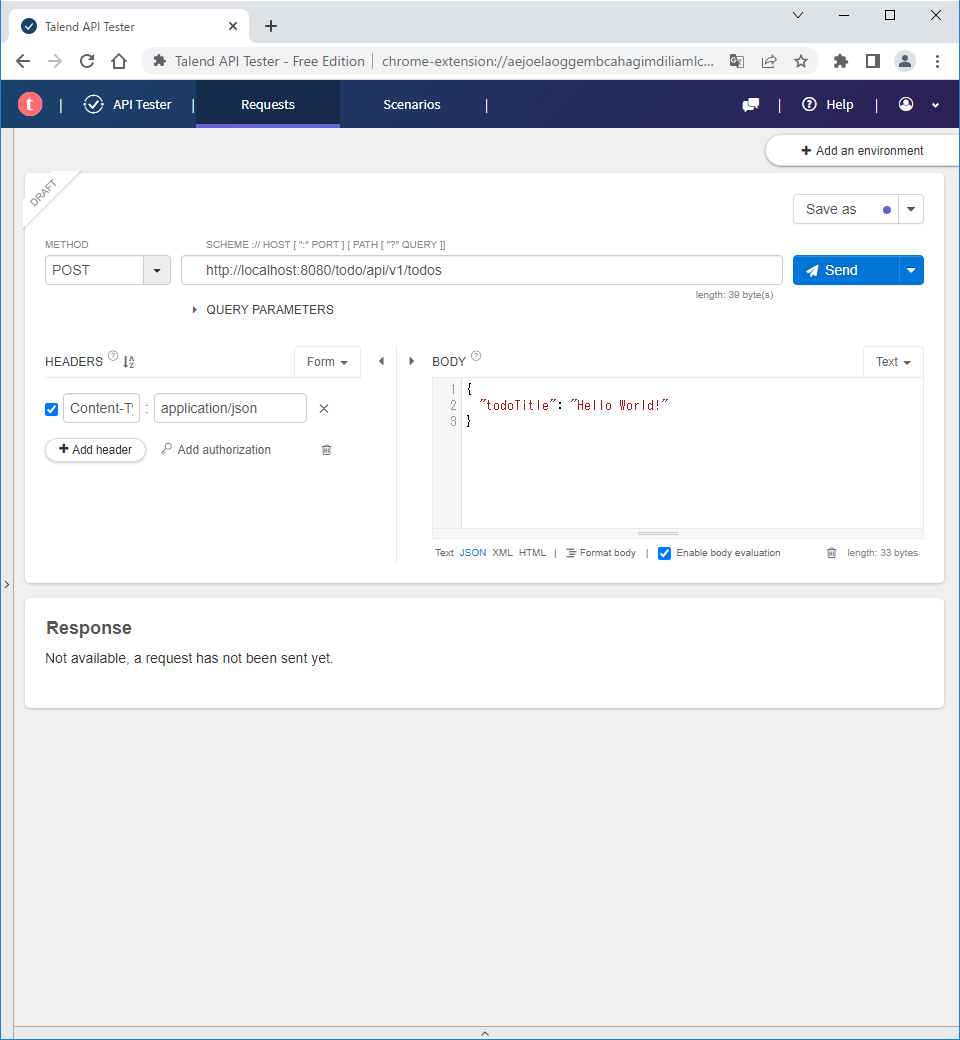 Talend API Tester
Talend API Tester - Free Edition | chrome-extension://aejoelaoggembcahagimdiliamlc...
t | API Tester | Requests Scenarios | | Help |
+ Add an environment
DRAFT
Save as
METHOD SCHEME :// HOST [ ":" PORT ] [ PATH [ "?" QUERY ]]
POST http://localhost:8080/todo/api/v1/todos Send
length: 39 byte(s)
QUERY PARAMETERS
HEADERS ? Form BODY ? Text
1 {
Content-Ty : application/json 2 "todoTitle": "Hello World!"
3 }
+ Add header Add authorization
Text JSON XML HTML | Format body | Enable body evaluation length: 33 bytes
Response
Not available, a request has not been sent yet.